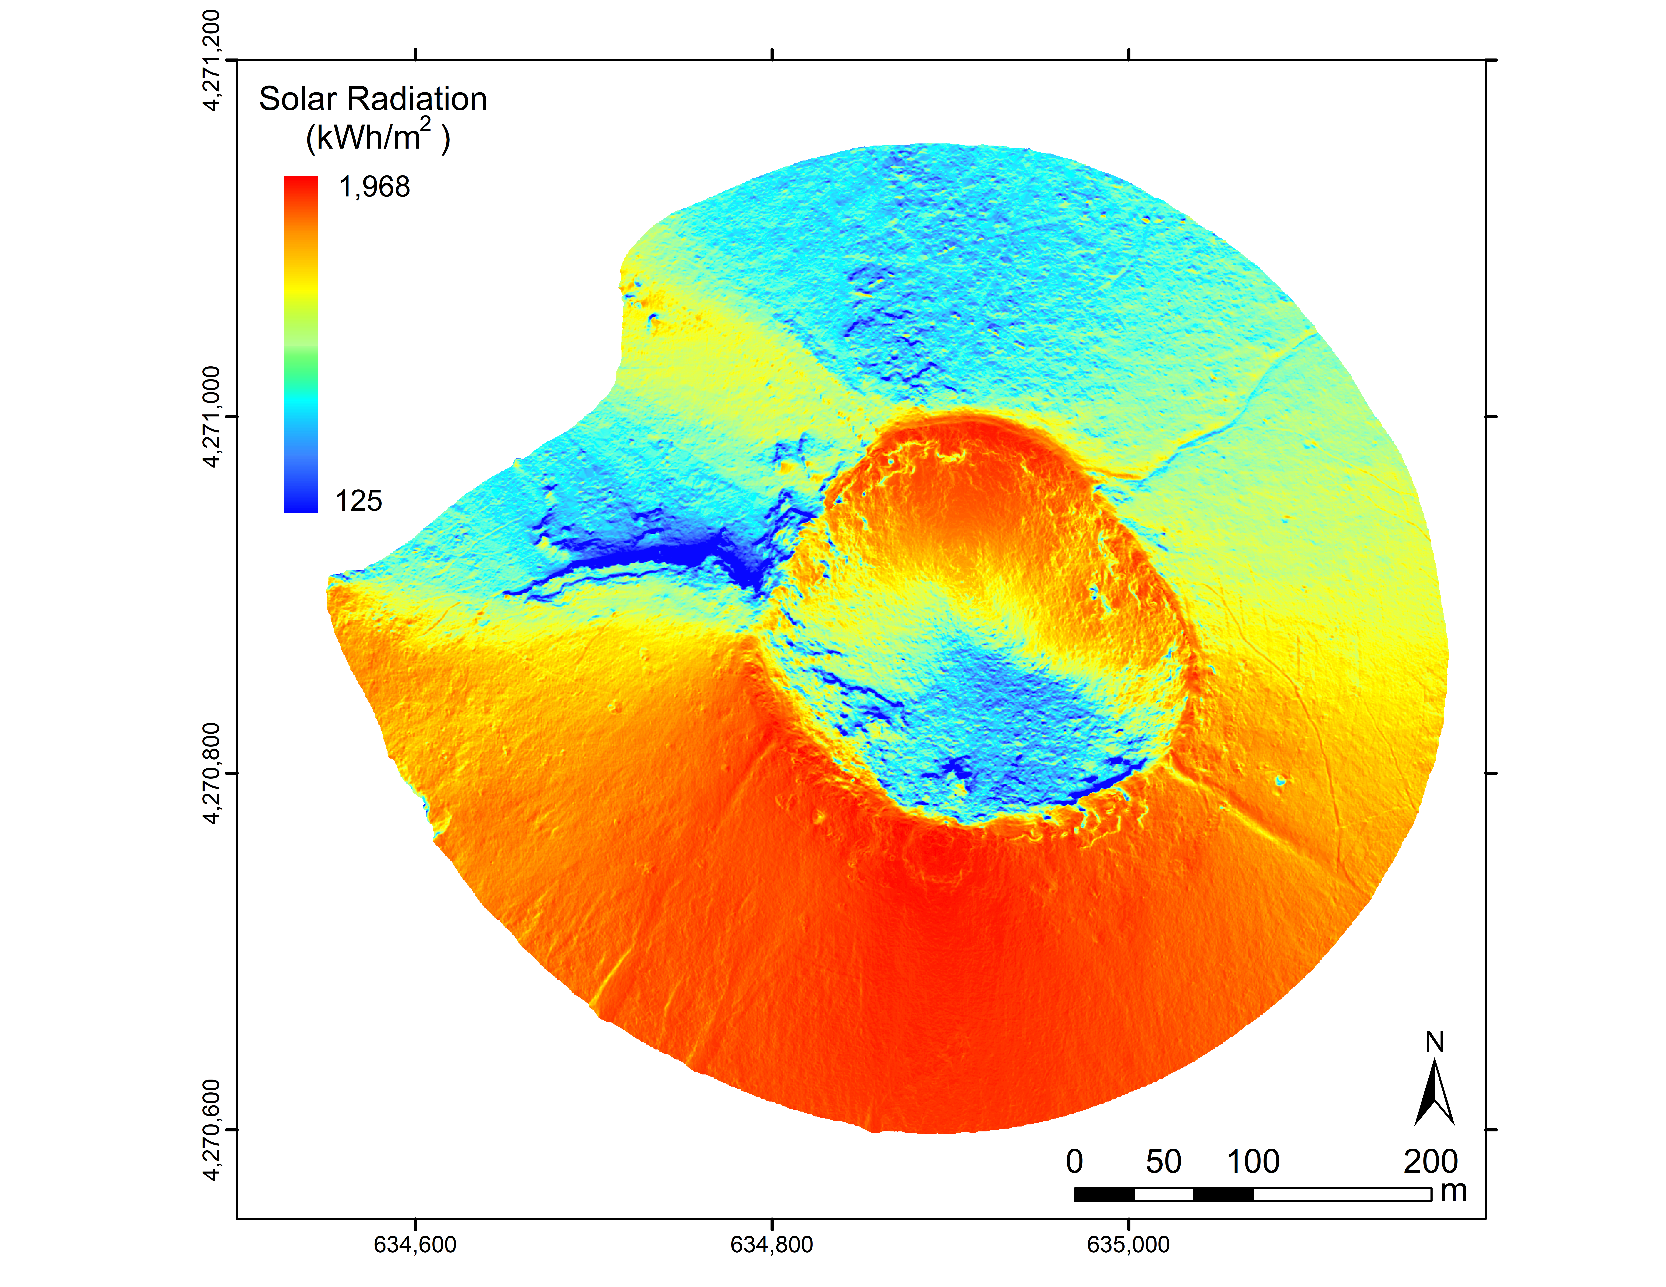 4,271,200
Solar Radiation
(kWh/m2 )
1,968
4,271,000
125
4,270,800
N
4,270,600
0 50 100 200
m
634,600 634,800 635,000